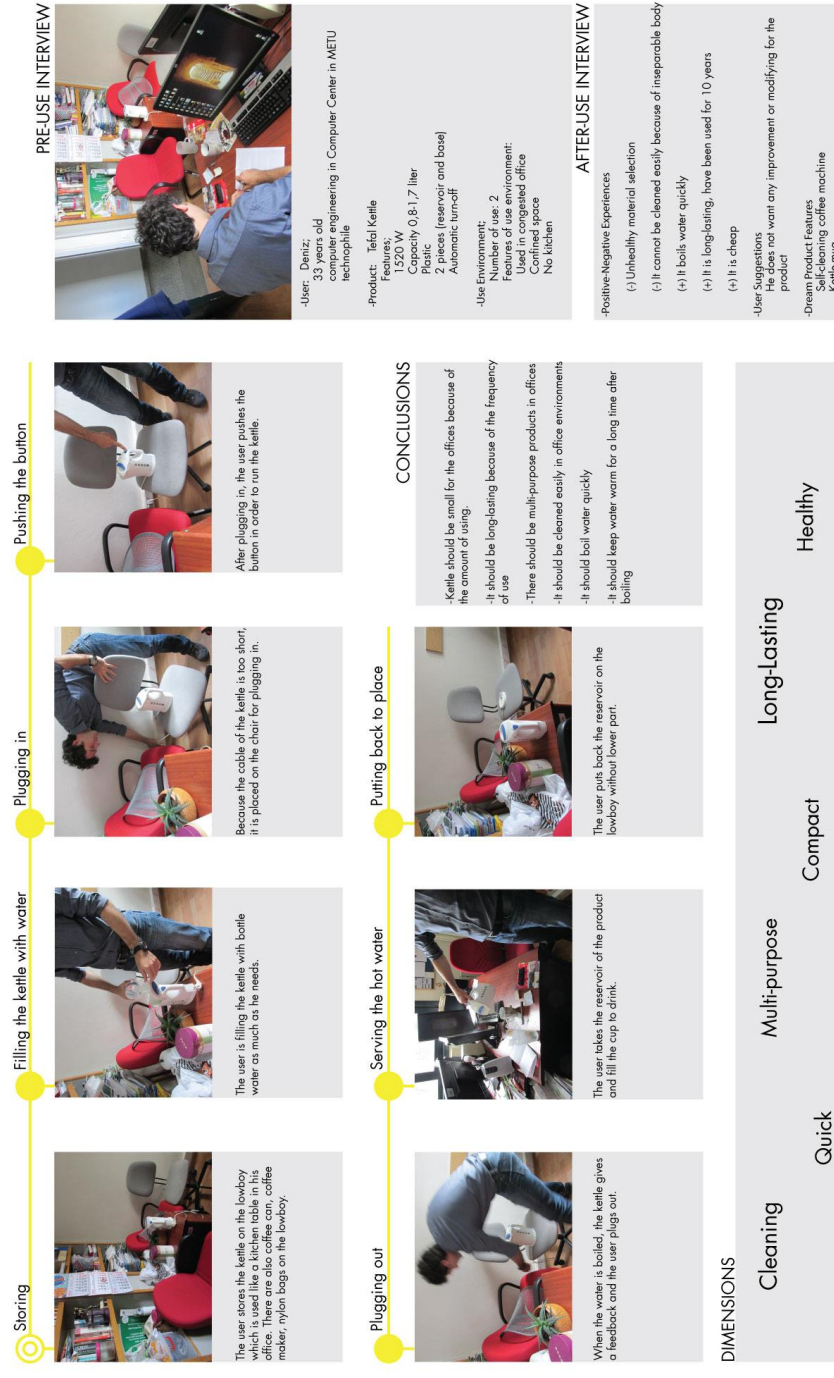 Storing
The user stores the kettle on the lowboy
which is used like a kitchen table in his
office. There are also coffee can, coffee
maker, nylon bags on the lowboy.
Filling the kettle with water
The user is filling the kettle with bottle
water as much as he needs.
Plugging in
Because the cable of the kettle is too short,
it is placed on the chair for plugging in.
Pushing the button
After plugging in, the user pushes the
button in order to run the kettle.
Plugging out
When the water is boiled, the kettle gives
a feedback and the user plugs out.
Serving the hot water
The user takes the reservoir of the product
and fill the cup to drink.
Putting back to place
The user puts back the reservoir on the
lowboy without lower part.
CONCLUSIONS
-Kettle should be small for the offices because of
the amount of using.
-It should be long-lasting because of the frequency
of use
-There should be multi-purpose products in offices
-It should be cleaned easily in office environments
-It should boil water quickly
-It should keep water warm for a long time after
boiling
DIMENSIONS
Cleaning
Quick
Multi-purpose
Compact
Long-Lasting
Healthy
PRE-USE INTERVIEW
-User: Deniz;
33 years old
computer engineering in Computer Center in METU
technophile
-Product: Tefal Kettle
Features;
1520 W
Capacity 0,8-1,7 liter
Plastic
2 pieces (reservoir and base)
Automatic turn-off
-Use Environment;
Number of use: 2
Features of use environment:
Used in congested office
Confined space
No kitchen
AFTER-USE INTERVIEW
-Positive-Negative Experiences
(-) Unhealthy material selection
(-) It cannot be cleaned easily because of inseparable body
(+) It boils water quickly
(+) It is long-lasting, have been used for 10 years
(+) It is cheap
-User Suggestions
He does not want any improvement or modifying for the
product
-Dream Product Features
Self-cleaning coffee machine
Kettle mug